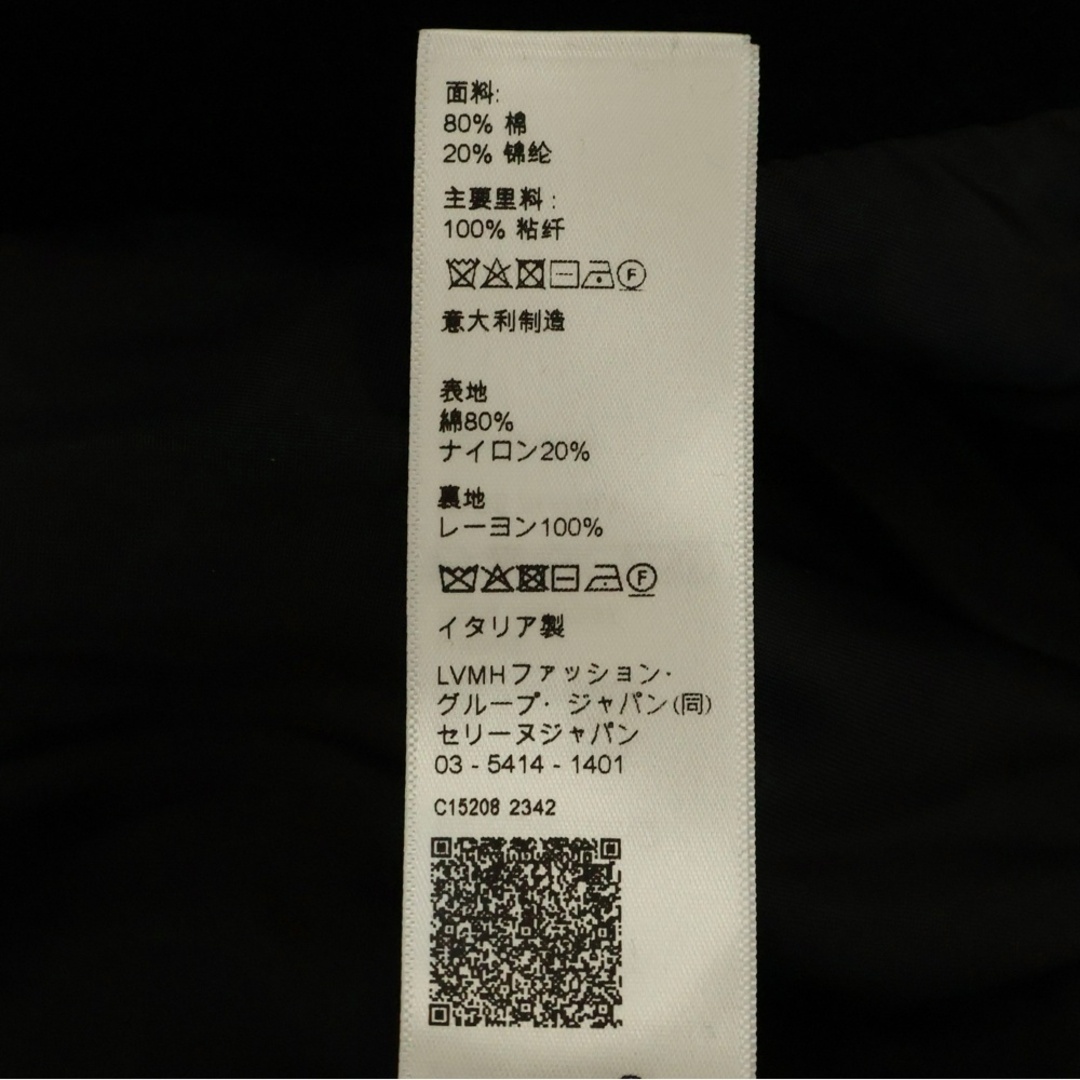 面料:
80% 棉
20% 锦纶
主要里料:
100% 粘纤
F
意大利制造
表地
綿80%
ナイロン20%
裏地
レーヨン100%
F
イタリア製
LVMHファッション・
グループ・ジャパン(同)
セリーヌジャパン
03 - 5414 - 1401
C15208 2342